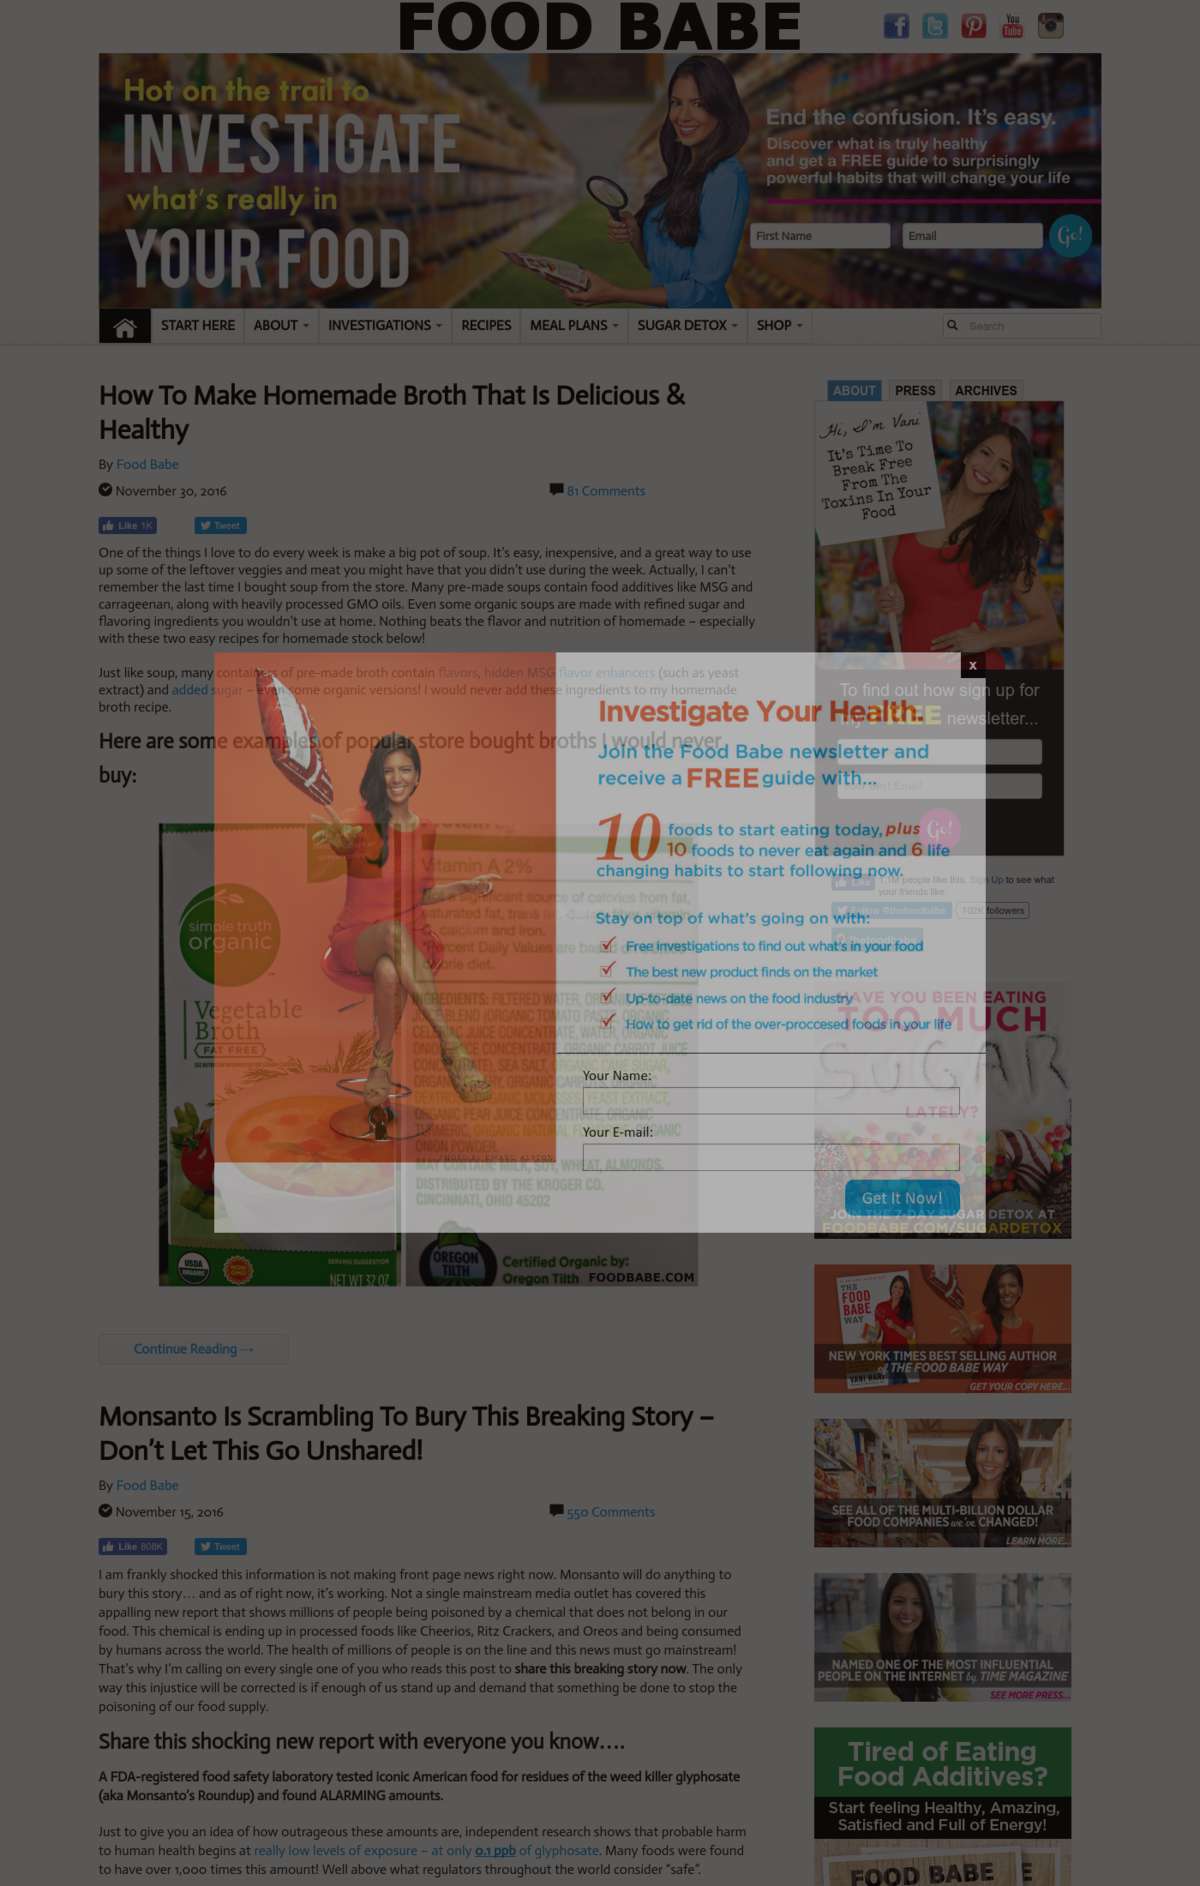 FOOD BABE
Hot on the trail to
INVESTIGATE
what's really in
YOUR FOOD
End the confusion. It's easy.
Discover what is truly healthy
and get a FREE guide to surprisingly
powerful habits that will change your life
First Name
Email
Go!
START HERE
ABOUT
INVESTIGATIONS
RECIPES
MEAL PLANS
SUGAR DETOX
SHOP
Search
How To Make Homemade Broth That Is Delicious &
Healthy
By Food Babe
November 30, 2016
81 Comments
Like 1K
Tweet
One of the things I love to do every week is make a big pot of soup. It's easy, inexpensive, and a great way to use
up some of the leftover veggies and meat you might have that you didn't use during the week. Actually, I can't
remember the last time I bought soup from the store. Many pre-made soups contain food additives like MSG and
carrageenan, along with heavily processed GMO oils. Even some organic soups are made with refined sugar and
flavoring ingredients you wouldn't use at home. Nothing beats the flavor and nutrition of homemade – especially
with these two easy recipes for homemade stock below!
Just like soup, many containers of pre-made broth contain flavors, hidden MSG flavor enhancers (such as yeast
extract) and added sugar – even some organic versions! I would never add these ingredients to my homemade
broth recipe.
Here are some examples of popular store bought broths I would never
buy:
simple truth
organic
Vegetable
Broth
FAT FREE
USDA
ORGANIC
NET WT 32 OZ
Vitamin A 2%
ONION POWDER.
MAY CONTAIN: MILK, SOY, WHEAT, ALMONDS.
DISTRIBUTED BY THE KROGER CO.
CINCINNATI, OHIO 45202
OREGON
TILTH
Certified Organic by:
Oregon Tilth
FOODBABE.COM
x
Investigate Your Health.
Join the Food Babe newsletter and
receive a FREE guide with...
10 foods to start eating today, plus
10 foods to never eat again and 6 life
changing habits to start following now.
Stay on top of what's going on with:
Free investigations to find out what's in your food
The best new product finds on the market
Up-to-date news on the food industry
How to get rid of the over-proccesed foods in your life
Your Name:
Your E-mail:
Get It Now!
Continue Reading →
Monsanto Is Scrambling To Bury This Breaking Story –
Don't Let This Go Unshared!
By Food Babe
November 15, 2016
550 Comments
Like 808K
Tweet
I am frankly shocked this information is not making front page news right now. Monsanto will do anything to
bury this story… and as of right now, it's working. Not a single mainstream media outlet has covered this
appalling new report that shows millions of people being poisoned by a chemical that does not belong in our
food. This chemical is ending up in processed foods like Cheerios, Ritz Crackers, and Oreos and being consumed
by humans across the world. The health of millions of people is on the line and this news must go mainstream!
That's why I'm calling on every single one of you who reads this post to share this breaking story now. The only
way this injustice will be corrected is if enough of us stand up and demand that something be done to stop the
poisoning of our food supply.
Share this shocking new report with everyone you know….
A FDA-registered food safety laboratory tested iconic American food for residues of the weed killer glyphosate
(aka Monsanto's Roundup) and found ALARMING amounts.
Just to give you an idea of how outrageous these amounts are, independent research shows that probable harm
to human health begins at really low levels of exposure – at only 0.1 ppb of glyphosate. Many foods were found
to have over 1,000 times this amount! Well above what regulators throughout the world consider "safe".
ABOUT
PRESS
ARCHIVES
Hi, I'm Vani
It's Time To
Break Free
From The
Toxins In Your
Food
To find out how sign up for
my FREE newsletter...
Go!
Like
1.1M people like this. Sign Up to see what
your friends like.
102K followers
HAVE YOU BEEN EATING
TOO MUCH
SUGAR
LATELY?
JOIN THE 7-DAY SUGAR DETOX AT
FOODBABE.COM/SUGARDETOX
THE
FOOD
BABE
WAY
VANI HARI
NEW YORK TIMES BEST SELLING AUTHOR
of THE FOOD BABE WAY
GET YOUR COPY HERE...
SEE ALL OF THE MULTI-BILLION DOLLAR
FOOD COMPANIES we've CHANGED!
LEARN MORE...
NAMED ONE OF THE MOST INFLUENTIAL
PEOPLE ON THE INTERNET by TIME MAGAZINE
SEE MORE PRESS...
Tired of Eating
Food Additives?
Start feeling Healthy, Amazing,
Satisfied and Full of Energy!
FOOD BABE